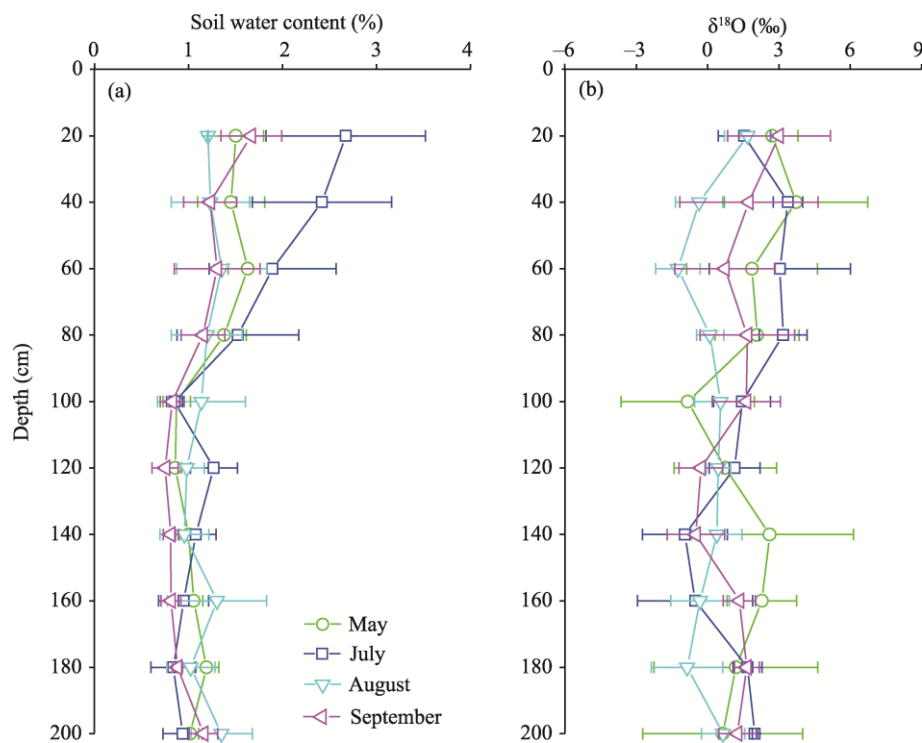 Soil water content (%)
δ¹⁸O (‰)
0 1 2 3 4
−6 −3 0 3 6 9
(a)
(b)
Depth (cm)
0
20
40
60
80
100
120
140
160
180
200
0
20
40
60
80
100
120
140
160
180
200
May
July
August
September